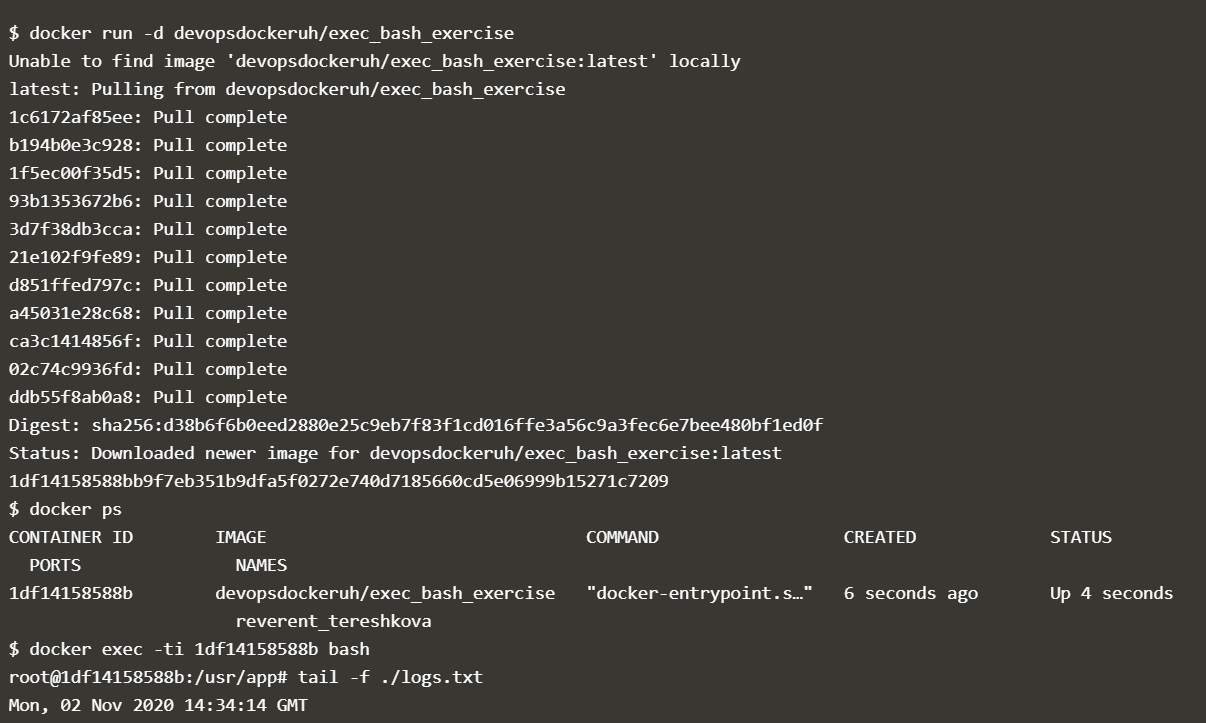 $ docker run -d devopsdockeruh/exec_bash_exercise
Unable to find image 'devopsdockeruh/exec_bash_exercise:latest' locally
latest: Pulling from devopsdockeruh/exec_bash_exercise
1c6172af85ee: Pull complete
b194b0e3c928: Pull complete
1f5ec00f35d5: Pull complete
93b1353672b6: Pull complete
3d7f38db3cca: Pull complete
21e102f9fe89: Pull complete
d851ffed797c: Pull complete
a45031e28c68: Pull complete
ca3c1414856f: Pull complete
02c74c9936fd: Pull complete
ddb55f8ab0a8: Pull complete
Digest: sha256:d38b6f6b0eed2880e25c9eb7f83f1cd016ffe3a56c9a3fec6e7bee480bf1ed0f
Status: Downloaded newer image for devopsdockeruh/exec_bash_exercise:latest
1df14158588bb9f7eb351b9dfa5f0272e740d7185660cd5e06999b15271c7209
$ docker ps
CONTAINER ID        IMAGE                               COMMAND                  CREATED             STATUS
  PORTS               NAMES
1df14158588b        devopsdockeruh/exec_bash_exercise   "docker-entrypoint.s…"   6 seconds ago       Up 4 seconds
                      reverent_tereshkova
$ docker exec -ti 1df14158588b bash
root@1df14158588b:/usr/app# tail -f ./logs.txt
Mon, 02 Nov 2020 14:34:14 GMT